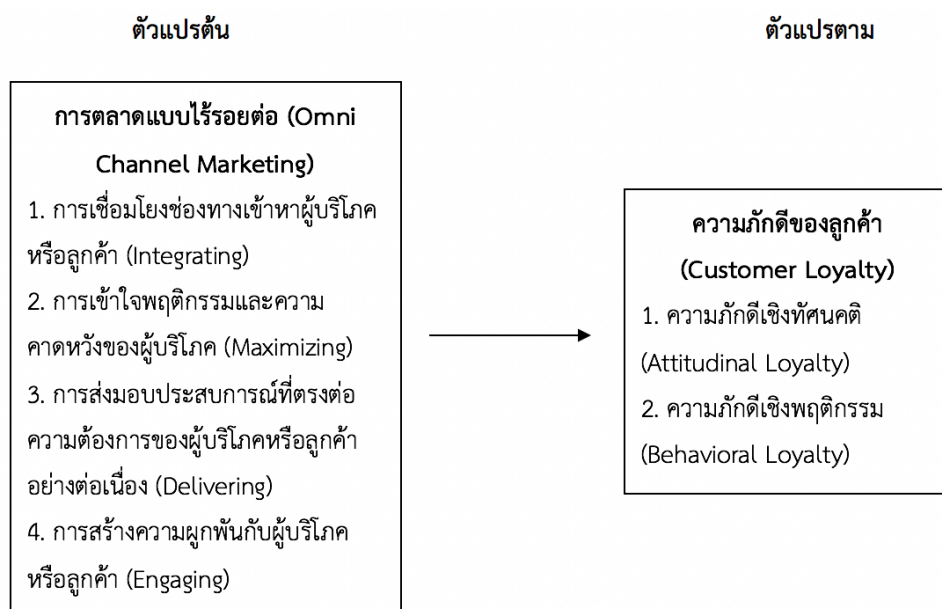 ตัวแปรต้น
ตัวแปรตาม
การตลาดแบบไร้รอยต่อ (Omni
Channel Marketing)
1. การเชื่อมโยงช่องทางเข้าหาผู้บริโภค
หรือลูกค้า (Integrating)
2. การเข้าใจพฤติกรรมและความ
คาดหวังของผู้บริโภค (Maximizing)
3. การส่งมอบประสบการณ์ที่ตรงต่อ
ความต้องการของผู้บริโภคหรือลูกค้า
อย่างต่อเนื่อง (Delivering)
4. การสร้างความผูกพันกับผู้บริโภค
หรือลูกค้า (Engaging)
ความภักดีของลูกค้า
(Customer Loyalty)
1. ความภักดีเชิงทัศนคติ
(Attitudinal Loyalty)
2. ความภักดีเชิงพฤติกรรม
(Behavioral Loyalty)